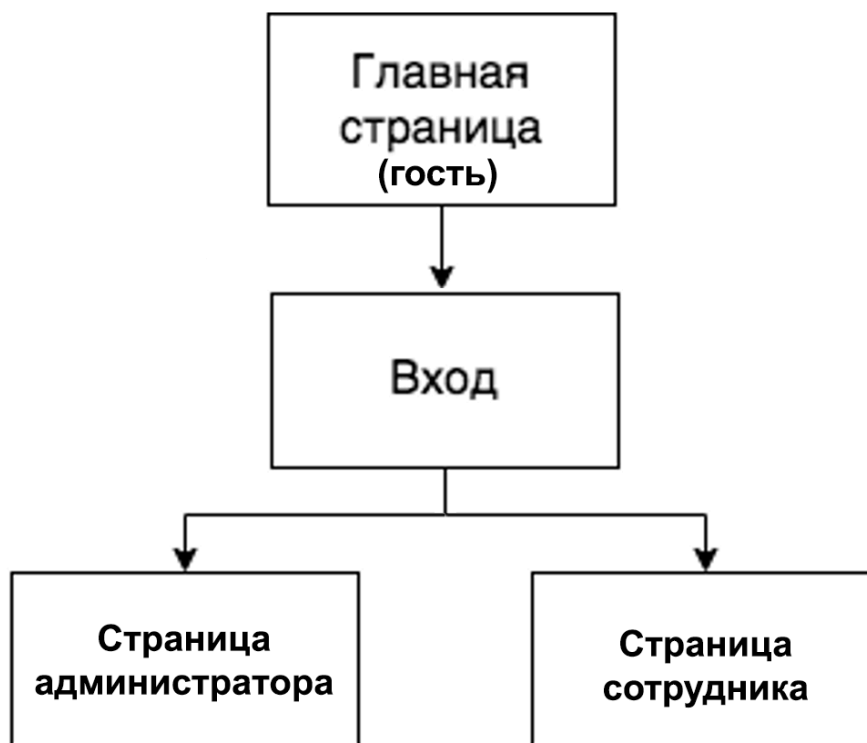 Главная
страница
(гость)
Вход
Страница
администратора
Страница
сотрудника